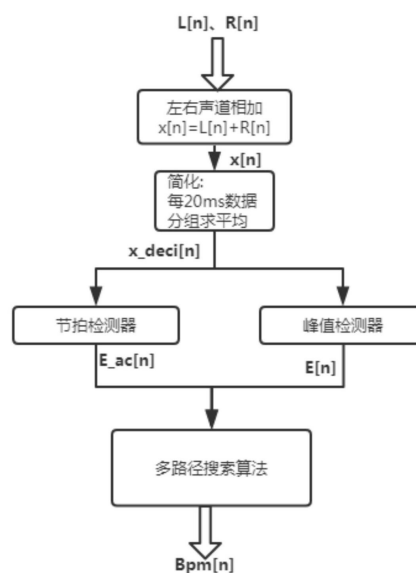 L[n]、R[n]
左右声道相加
x[n]=L[n]+R[n]
x[n]
简化:
每20ms数据
分组求平均
x_deci[n]
节拍检测器
峰值检测器
E_ac[n]
E[n]
多路径搜索算法
Bpm[n]